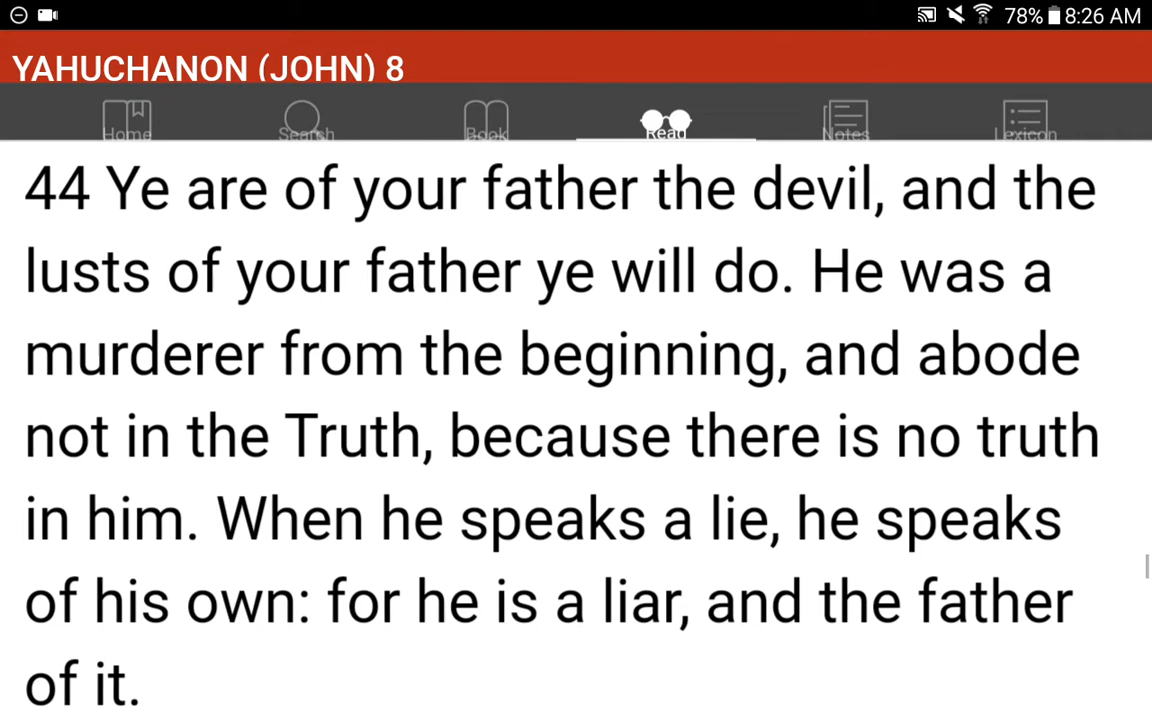 78% 8:26 AM
YAHUCHANON (JOHN) 8
Home Search Book Read Notes Lexicon
44 Ye are of your father the devil, and the
lusts of your father ye will do. He was a
murderer from the beginning, and abode
not in the Truth, because there is no truth
in him. When he speaks a lie, he speaks
of his own: for he is a liar, and the father
of it.